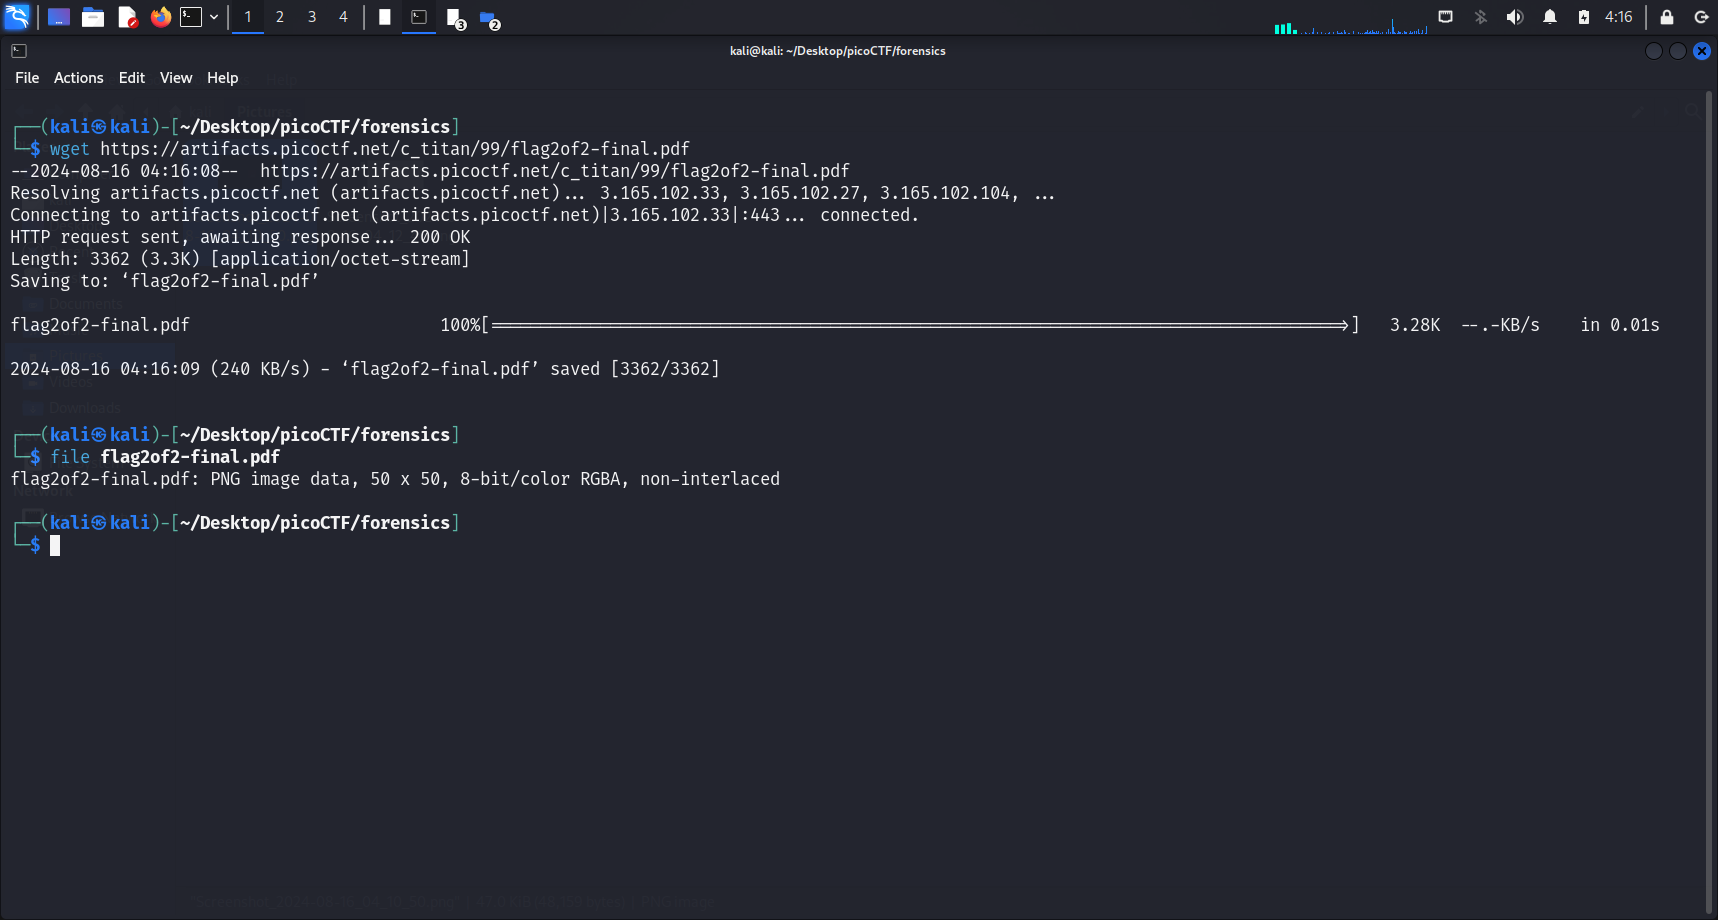 1 2 3 4 3 2 4:16
kali@kali: ~/Desktop/picoCTF/forensics
File Actions Edit View Help
┌──(kali㉿kali)-[~/Desktop/picoCTF/forensics]
└─$ wget https://artifacts.picoctf.net/c_titan/99/flag2of2-final.pdf
--2024-08-16 04:16:08--  https://artifacts.picoctf.net/c_titan/99/flag2of2-final.pdf
Resolving artifacts.picoctf.net (artifacts.picoctf.net)... 3.165.102.33, 3.165.102.27, 3.165.102.104, ...
Connecting to artifacts.picoctf.net (artifacts.picoctf.net)|3.165.102.33|:443... connected.
HTTP request sent, awaiting response... 200 OK
Length: 3362 (3.3K) [application/octet-stream]
Saving to: ‘flag2of2-final.pdf’
Documents
flag2of2-final.pdf 100%[=====================================================================================>] 3.28K --.-KB/s in 0.01s
2024-08-16 04:16:09 (240 KB/s) - ‘flag2of2-final.pdf’ saved [3362/3362]
Videos
Downloads
┌──(kali㉿kali)-[~/Desktop/picoCTF/forensics]
└─$ file flag2of2-final.pdf
flag2of2-final.pdf: PNG image data, 50 x 50, 8-bit/color RGBA, non-interlaced
Network
┌──(kali㉿kali)-[~/Desktop/picoCTF/forensics]
└─$